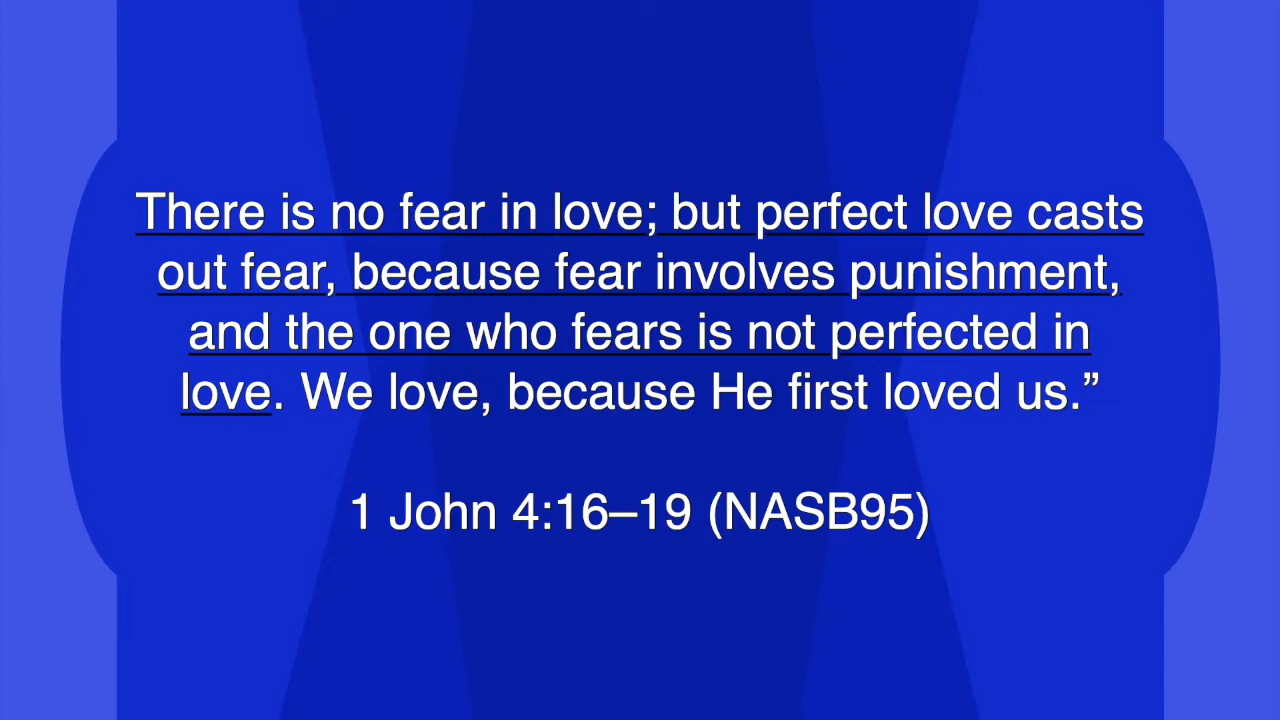 There is no fear in love; but perfect love casts
out fear, because fear involves punishment,
and the one who fears is not perfected in
love. We love, because He first loved us.”
1 John 4:16–19 (NASB95)